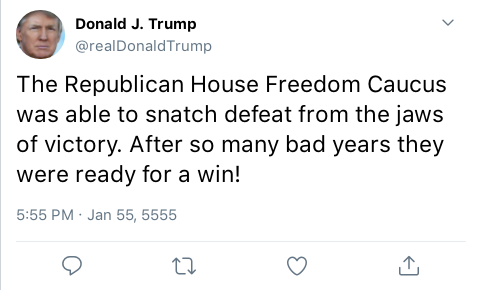 Donald J. Trump
@realDonaldTrump
The Republican House Freedom Caucus
was able to snatch defeat from the jaws
of victory. After so many bad years they
were ready for a win!
5:55 PM · Jan 55, 5555